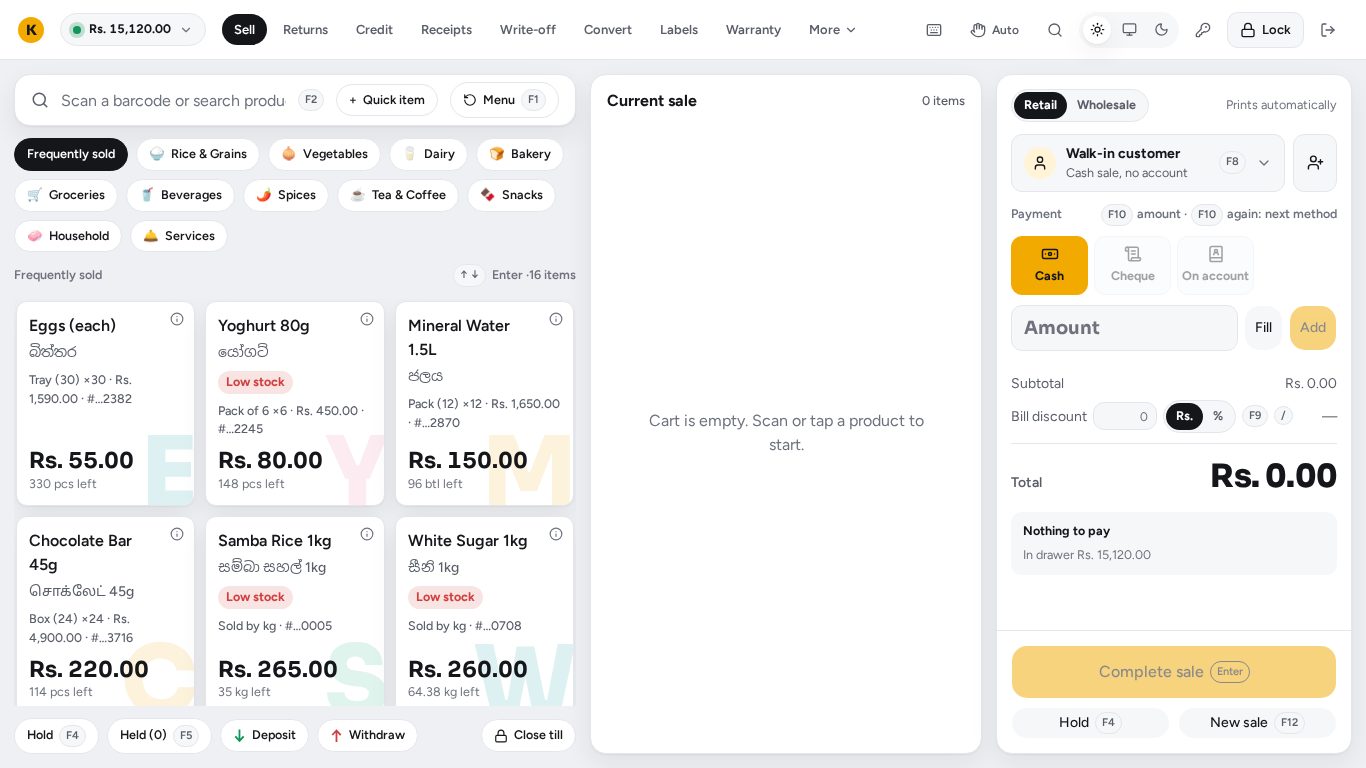 K
Rs. 15,120.00
Sell
Returns
Credit
Receipts
Write-off
Convert
Labels
Warranty
More
Auto
Lock
Scan a barcode or search produ
F2
+ Quick item
Menu F1
Frequently sold
Rice & Grains
Vegetables
Dairy
Bakery
Groceries
Beverages
Spices
Tea & Coffee
Snacks
Household
Services
Frequently sold
↑↓ Enter ·16 items
Eggs (each)
බිත්තර
Tray (30) ×30 · Rs.
1,590.00 · #…2382
E
Rs. 55.00
330 pcs left
Yoghurt 80g
යෝගට්
Low stock
Pack of 6 ×6 · Rs. 450.00 ·
#…2245
Y
Rs. 80.00
148 pcs left
Mineral Water
1.5L
ජලය
Pack (12) ×12 · Rs. 1,650.00
· #…2870
M
Rs. 150.00
96 btl left
Chocolate Bar
45g
சொக்லேட் 45g
Box (24) ×24 · Rs.
4,900.00 · #…3716
C
Rs. 220.00
114 pcs left
Samba Rice 1kg
සම්බා සහල් 1kg
Low stock
Sold by kg · #…0005
S
Rs. 265.00
35 kg left
White Sugar 1kg
සීනි 1kg
Low stock
Sold by kg · #…0708
W
Rs. 260.00
64.38 kg left
Hold F4
Held (0) F5
Deposit
Withdraw
Close till
Current sale
0 items
Cart is empty. Scan or tap a product to
start.
Retail
Wholesale
Prints automatically
Walk-in customer
Cash sale, no account
F8
Payment
F10 amount · F10 again: next method
Cash
Cheque
On account
Amount
Fill
Add
Subtotal
Rs. 0.00
Bill discount
0
Rs.
%
F9
/
—
Total
Rs. 0.00
Nothing to pay
In drawer Rs. 15,120.00
Complete sale Enter
Hold F4
New sale F12